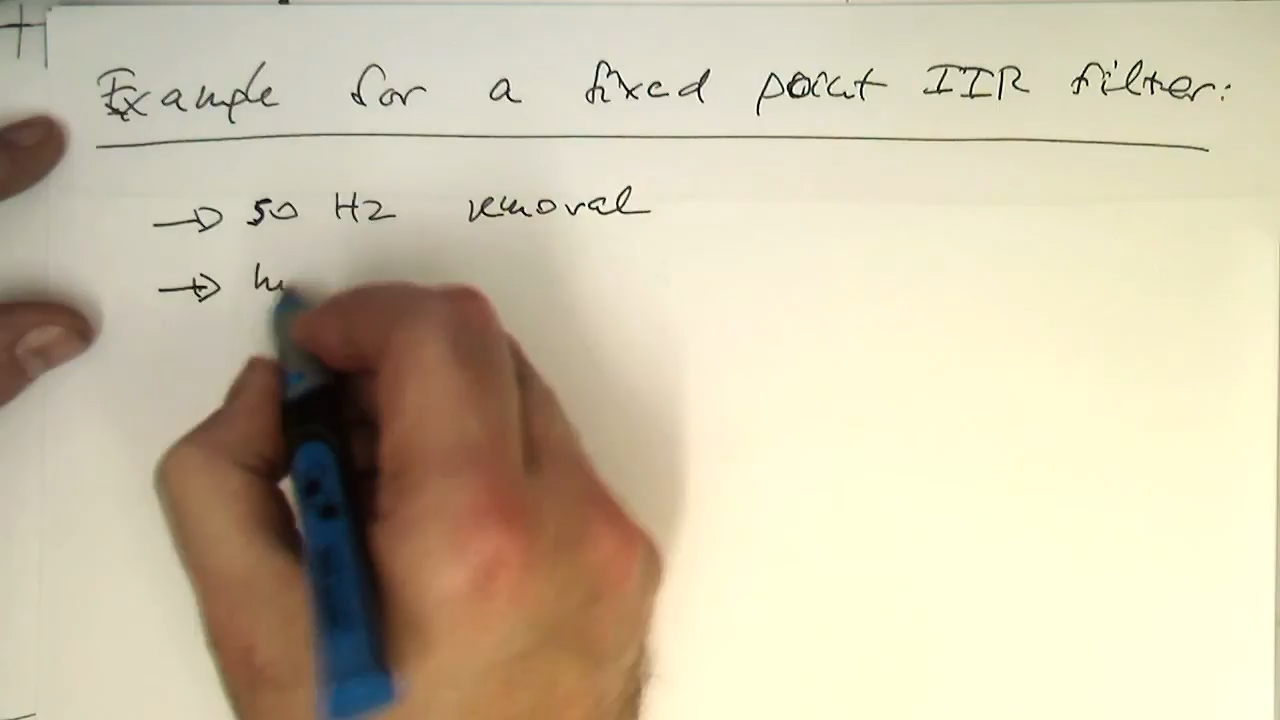 Example for a fixed point IIR filter:
→ 50 Hz removal
→